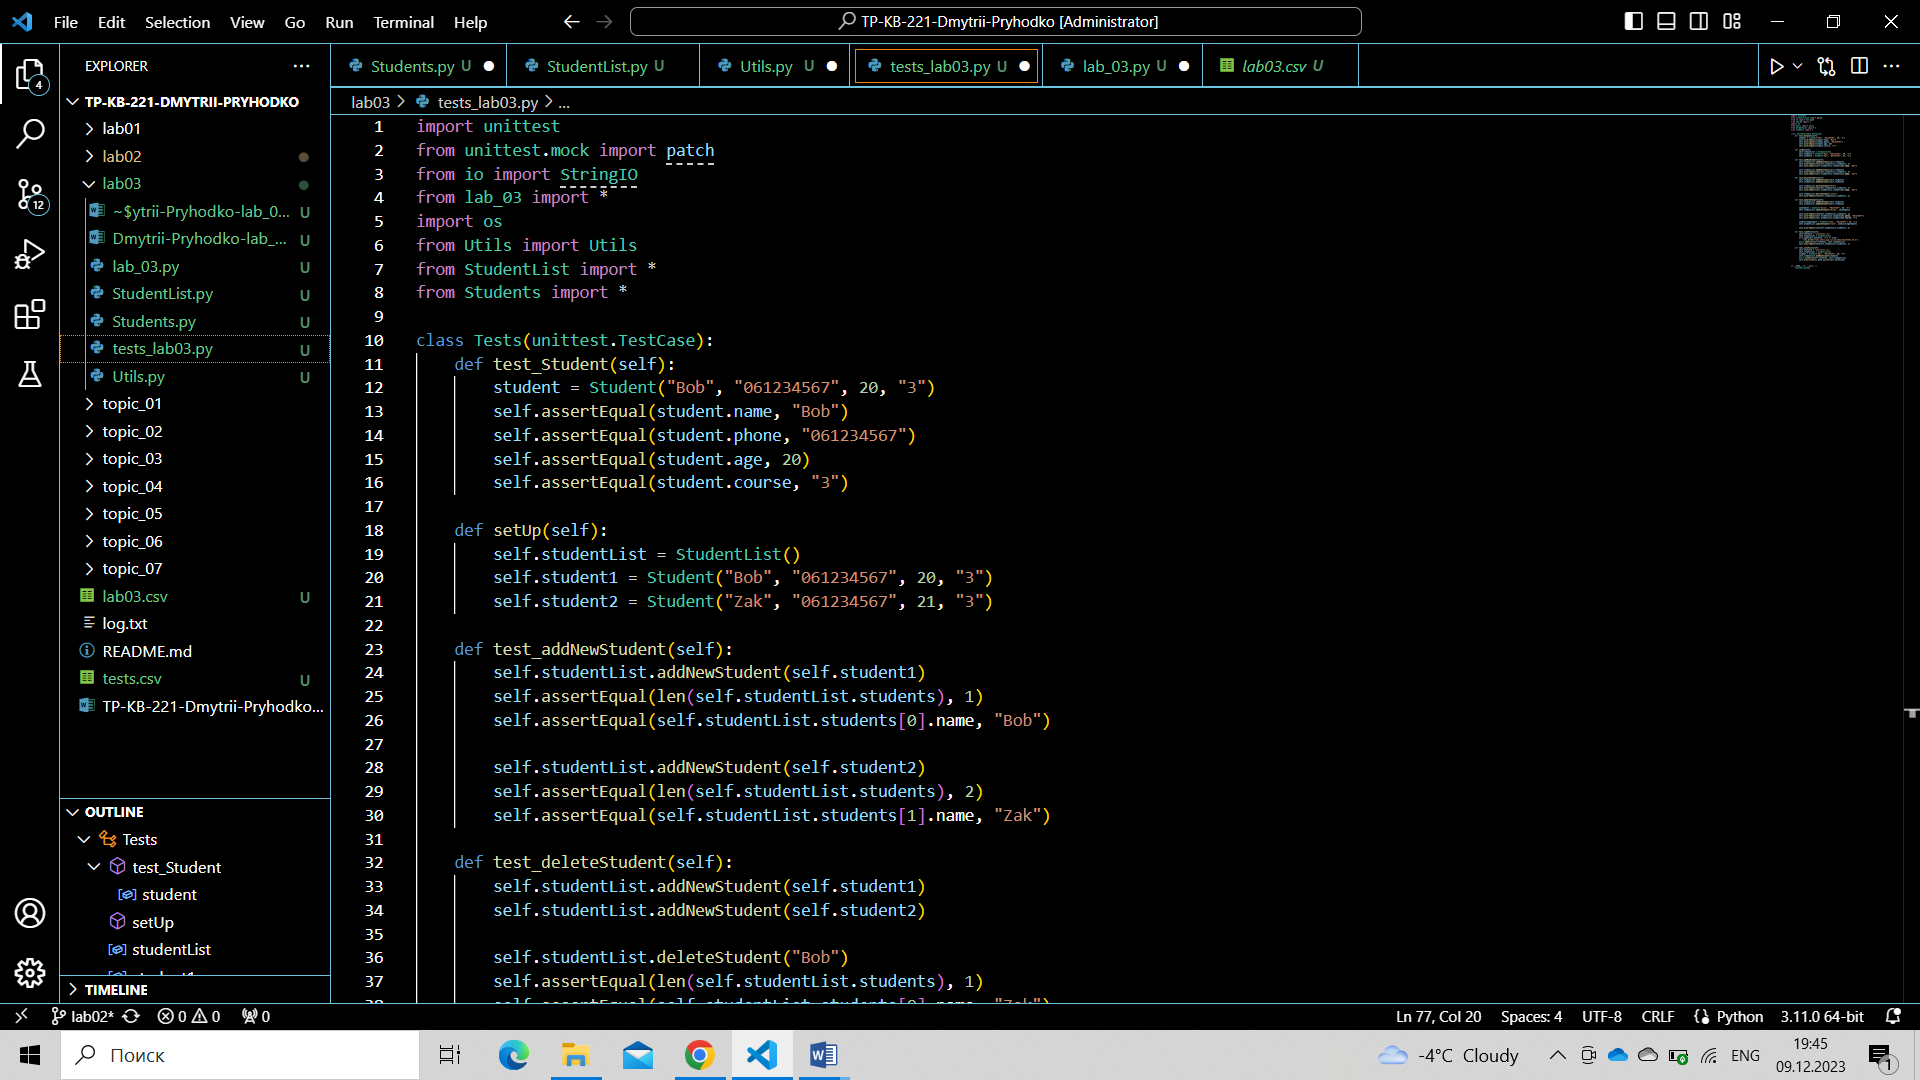 File Edit Selection View Go Run Terminal Help
TP-KB-221-Dmytrii-Pryhodko [Administrator]
EXPLORER
Students.py U
StudentList.py U
Utils.py U
tests_lab03.py U
lab_03.py U
lab03.csv U
lab03 > tests_lab03.py > ...
4
12
TP-KB-221-DMYTRII-PRYHODKO
lab01
lab02
lab03
~$ytrii-Pryhodko-lab_0... U
Dmytrii-Pryhodko-lab_... U
lab_03.py U
StudentList.py U
Students.py U
tests_lab03.py U
Utils.py U
topic_01
topic_02
topic_03
topic_04
topic_05
topic_06
topic_07
lab03.csv U
log.txt
README.md
tests.csv U
TP-KB-221-Dmytrii-Pryhodko...
OUTLINE
Tests
test_Student
student
setUp
studentList
TIMELINE
1 import unittest
2 from unittest.mock import patch
3 from io import StringIO
4 from lab_03 import *
5 import os
6 from Utils import Utils
7 from StudentList import *
8 from Students import *
9
10 class Tests(unittest.TestCase):
11 def test_Student(self):
12 student = Student("Bob", "061234567", 20, "3")
13 self.assertEqual(student.name, "Bob")
14 self.assertEqual(student.phone, "061234567")
15 self.assertEqual(student.age, 20)
16 self.assertEqual(student.course, "3")
17
18 def setUp(self):
19 self.studentList = StudentList()
20 self.student1 = Student("Bob", "061234567", 20, "3")
21 self.student2 = Student("Zak", "061234567", 21, "3")
22
23 def test_addNewStudent(self):
24 self.studentList.addNewStudent(self.student1)
25 self.assertEqual(len(self.studentList.students), 1)
26 self.assertEqual(self.studentList.students[0].name, "Bob")
27
28 self.studentList.addNewStudent(self.student2)
29 self.assertEqual(len(self.studentList.students), 2)
30 self.assertEqual(self.studentList.students[1].name, "Zak")
31
32 def test_deleteStudent(self):
33 self.studentList.addNewStudent(self.student1)
34 self.studentList.addNewStudent(self.student2)
35
36 self.studentList.deleteStudent("Bob")
37 self.assertEqual(len(self.studentList.students), 1)
38 self.assertEqual(self.studentList.students[0].name, "Zak")
lab02* 0 0 0
Ln 77, Col 20 Spaces: 4 UTF-8 CRLF Python 3.11.0 64-bit
Поиск
-4°C Cloudy
ENG
19:45
09.12.2023
1